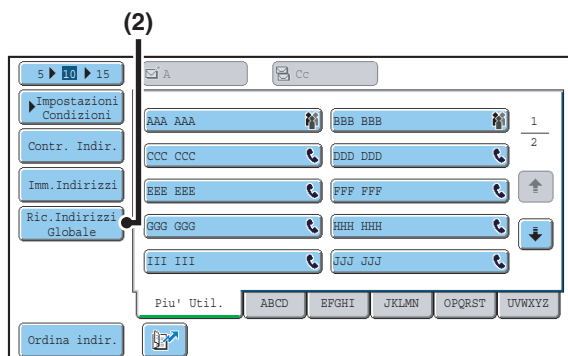 (2)
5 10 15
A
Cc
Impostazioni
Condizioni
Contr. Indir.
Imm.Indirizzi
Ric.Indirizzi
Globale
AAA AAA
BBB BBB
CCC CCC
DDD DDD
EEE EEE
FFF FFF
GGG GGG
HHH HHH
III III
JJJ JJJ
1
2
Piu' Util.
ABCD
EFGHI
JKLMN
OPQRST
UVWXYZ
Ordina indir.